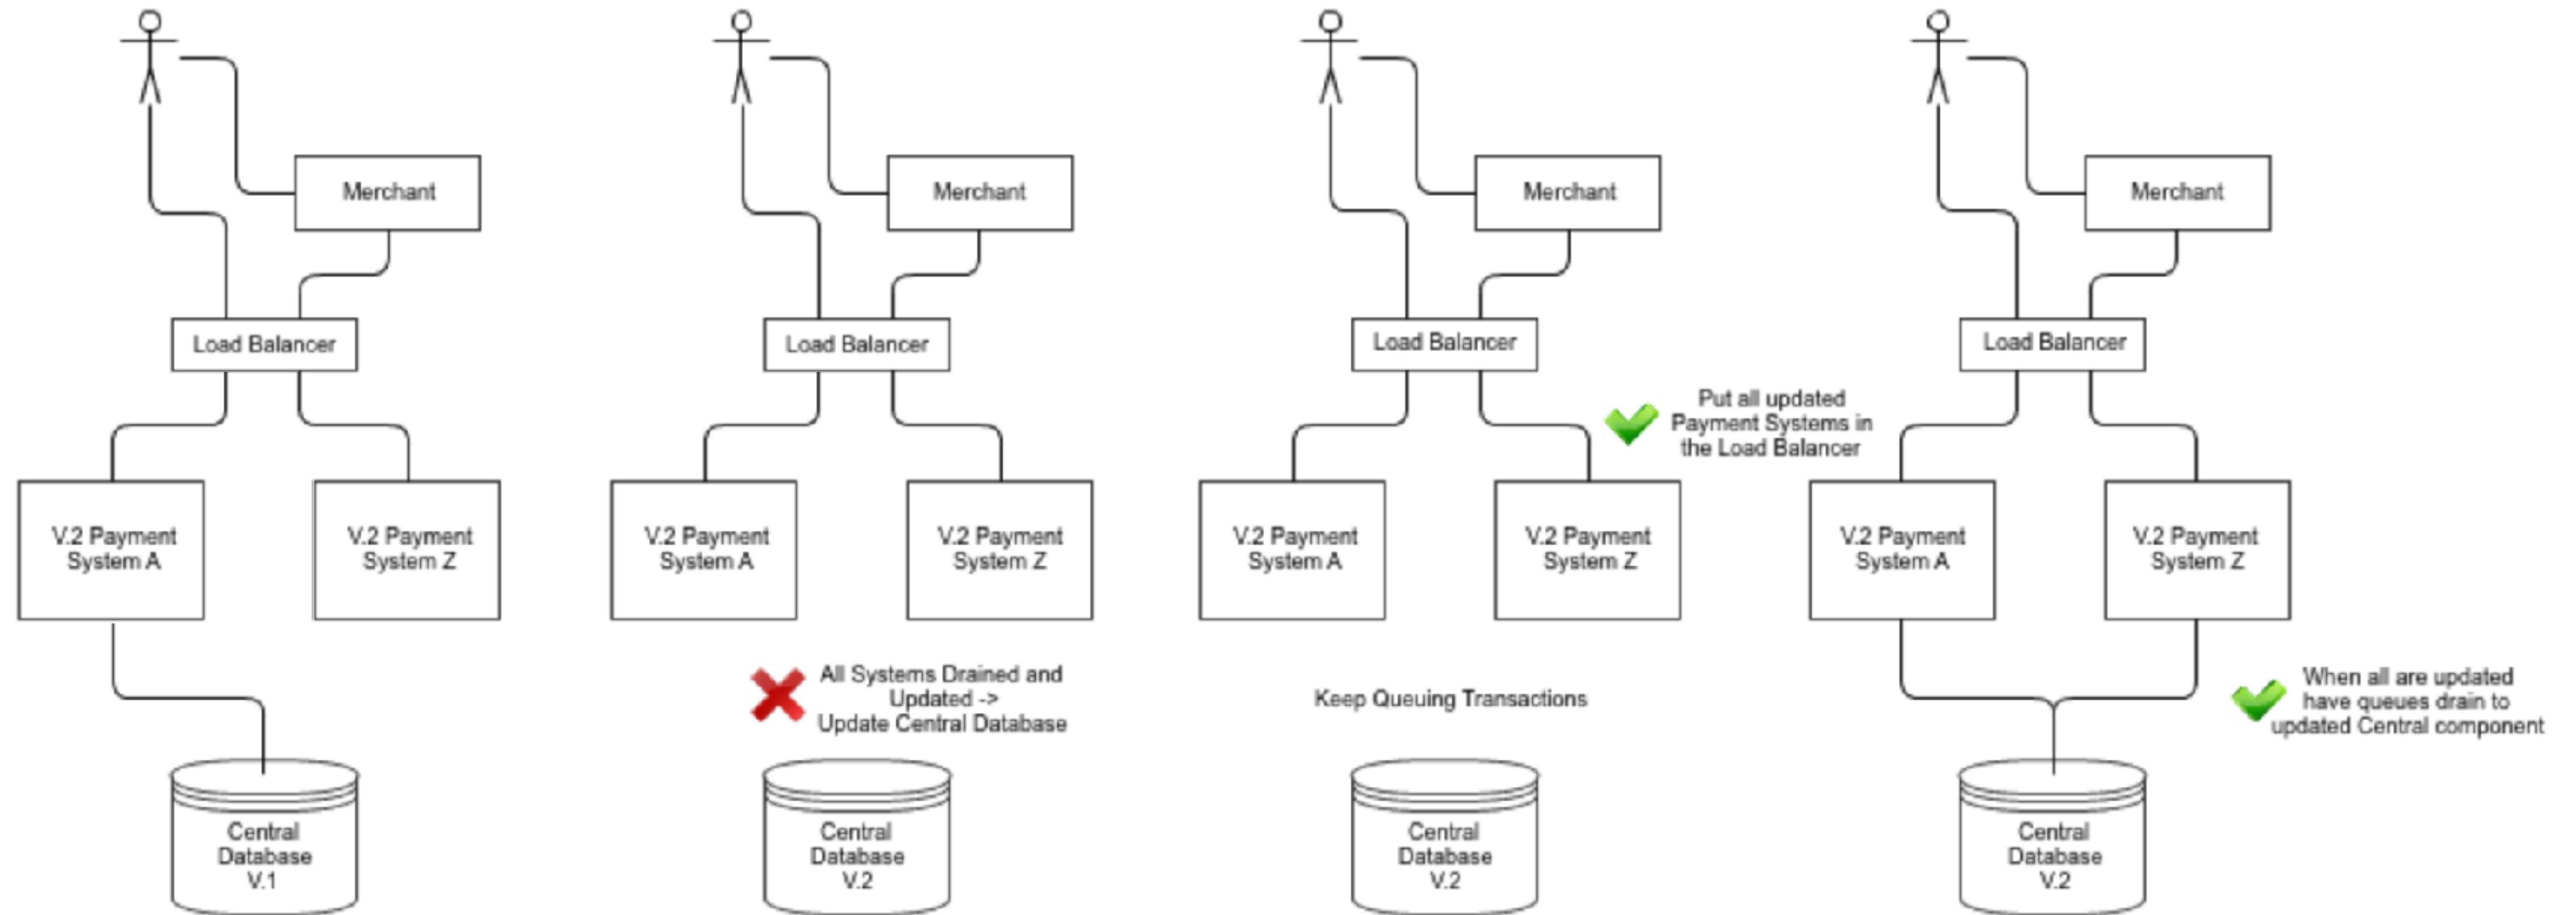 Merchant
Load Balancer
V.2 Payment
System A
V.2 Payment
System Z
Central
Database
V.1
Merchant
Load Balancer
V.2 Payment
System A
V.2 Payment
System Z
All Systems Drained and
Updated ->
Update Central Database
Central
Database
V.2
Merchant
Load Balancer
Put all updated
Payment Systems in
the Load Balancer
V.2 Payment
System A
V.2 Payment
System Z
Keep Queuing Transactions
Central
Database
V.2
Merchant
Load Balancer
V.2 Payment
System A
V.2 Payment
System Z
When all are updated
have queues drain to
updated Central component
Central
Database
V.2